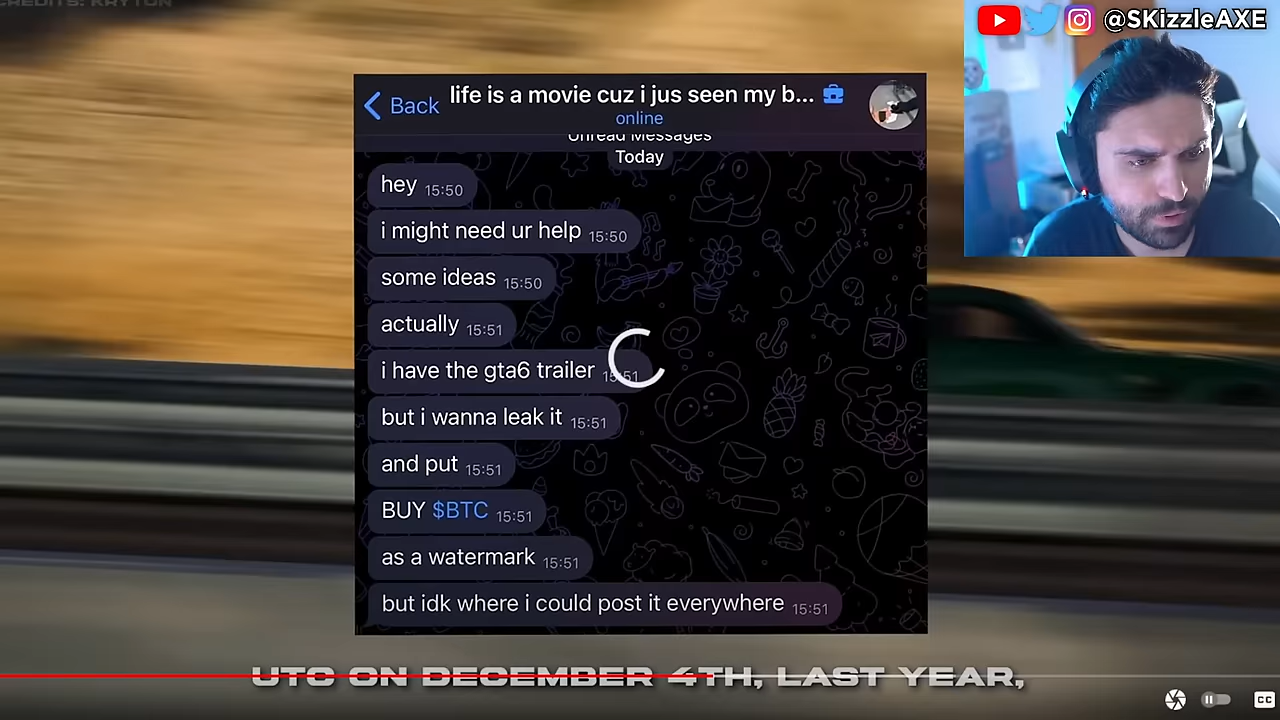 CREDITS: KRYTON
@SKizzleAXE
Back
life is a movie cuz i jus seen my b...
online
Unread Messages
Today
hey 15:50
i might need ur help 15:50
some ideas 15:50
actually 15:51
i have the gta6 trailer 15:51
but i wanna leak it 15:51
and put 15:51
BUY $BTC 15:51
as a watermark 15:51
but idk where i could post it everywhere 15:51
UTC ON DECEMBER 4TH, LAST YEAR,
CC